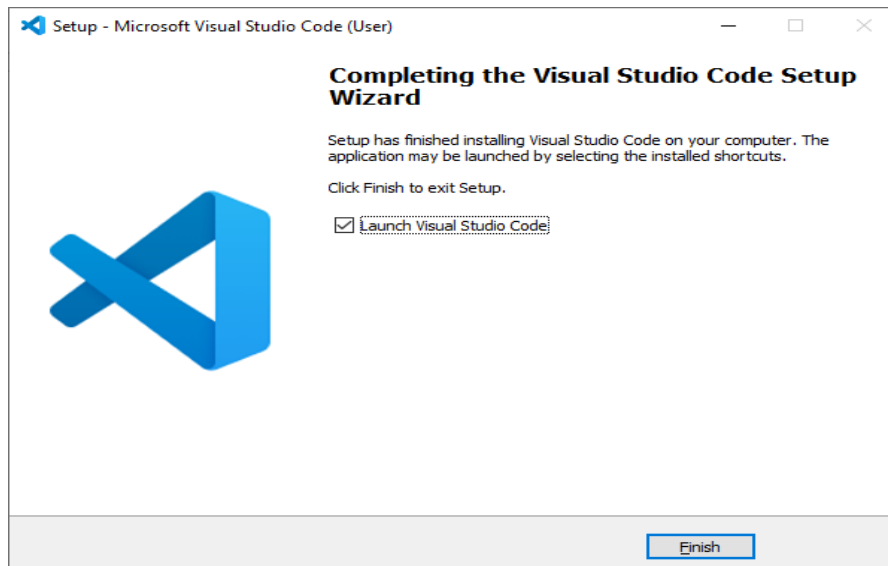 Setup - Microsoft Visual Studio Code (User)
Completing the Visual Studio Code Setup
Wizard
Setup has finished installing Visual Studio Code on your computer. The
application may be launched by selecting the installed shortcuts.
Click Finish to exit Setup.
Launch Visual Studio Code
Finish